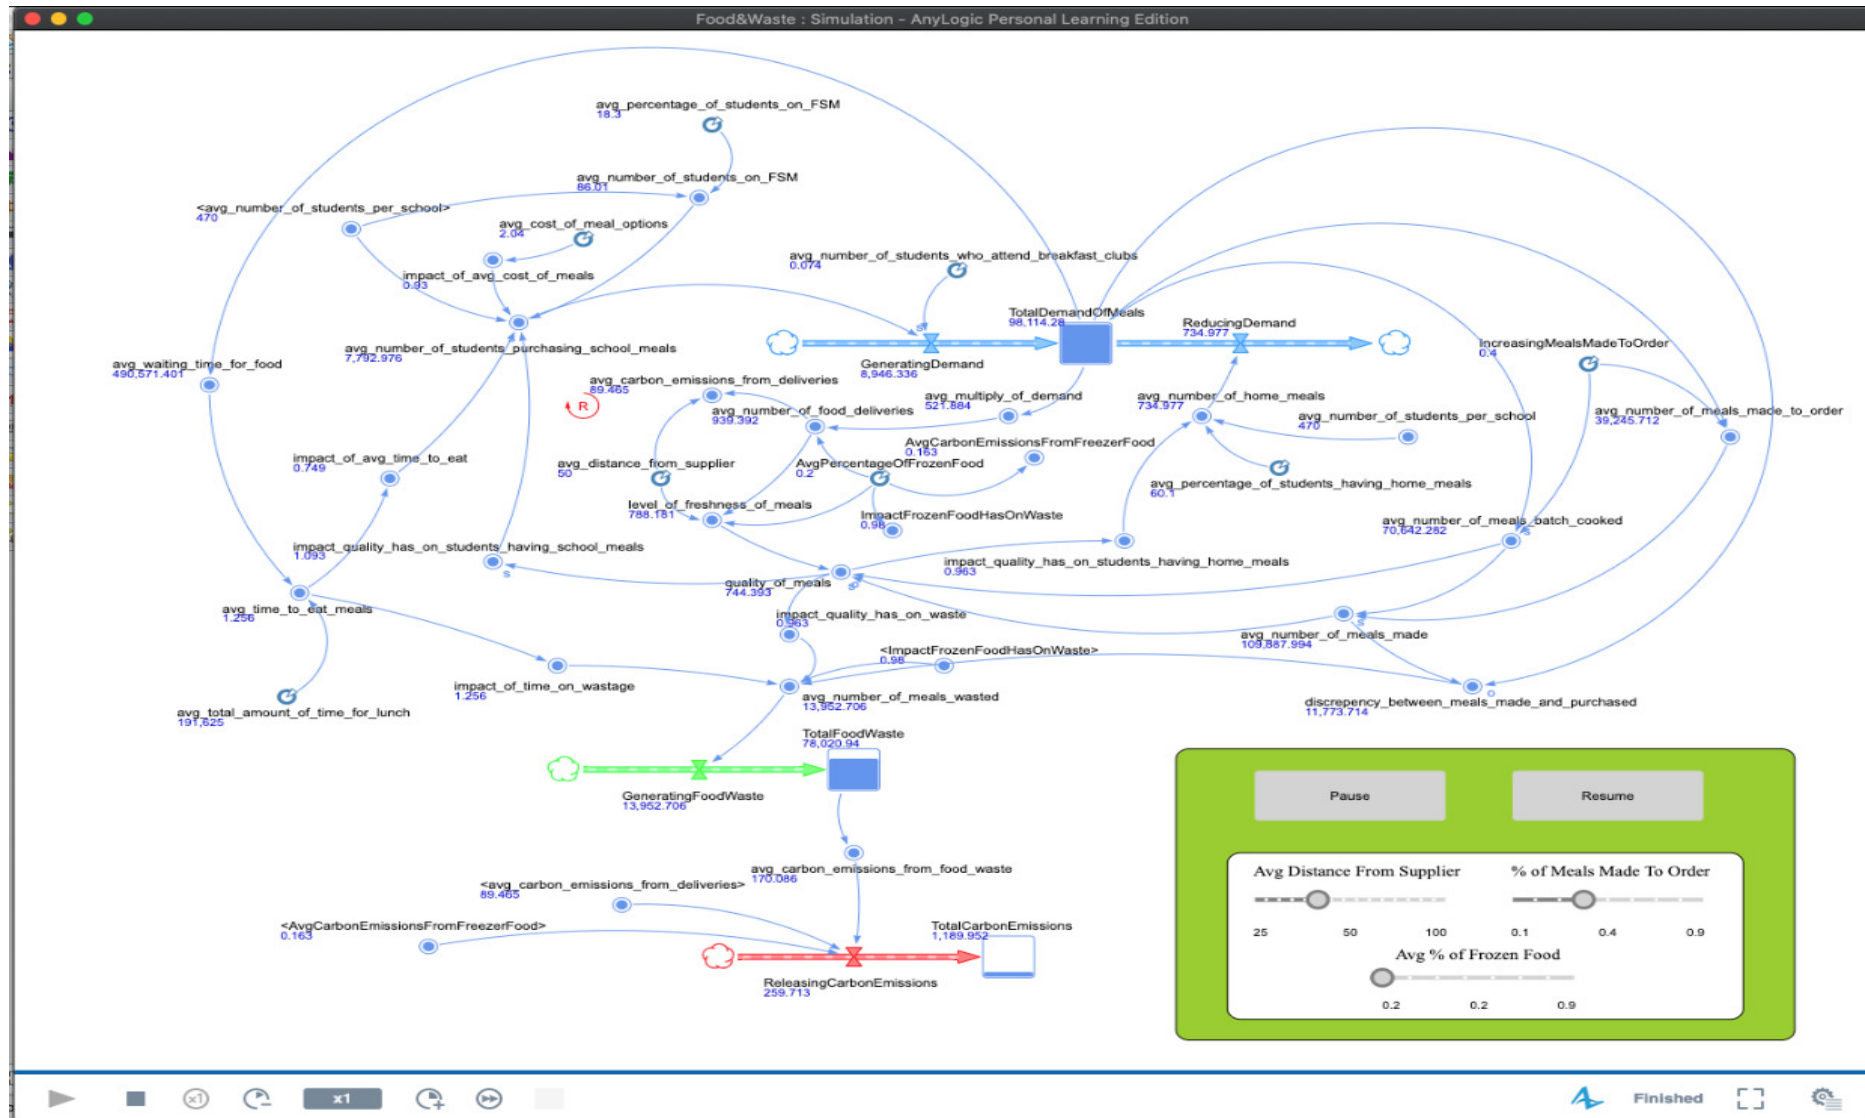 Food&Waste : Simulation - AnyLogic Personal Learning Edition
avg_percentage_of_students_on_FSM
18.3
avg_number_of_students_on_FSM
86.01
<avg_number_of_students_per_school>
470
avg_cost_of_meal_options
2.04
impact_of_avg_cost_of_meals
0.93
avg_number_of_students_who_attend_breakfast_clubs
0.074
TotalDemandOfMeals
98,114.28
ReducingDemand
734.977
IncreasingMealsMadeToOrder
0.4
avg_number_of_students_purchasing_school_meals
7,792.976
s
GeneratingDemand
8,946.336
avg_waiting_time_for_food
490,571.401
avg_carbon_emissions_from_deliveries
89.465
R
avg_multiply_of_demand
521.884
avg_number_of_home_meals
734.977
avg_number_of_food_deliveries
939.392
avg_number_of_students_per_school
470
avg_number_of_meals_made_to_order
39,245.712
AvgCarbonEmissionsFromFreezerFood
0.163
impact_of_avg_time_to_eat
0.749
avg_distance_from_supplier
50
AvgPercentageOfFrozenFood
0.2
avg_percentage_of_students_having_home_meals
60.1
level_of_freshness_of_meals
788.181
ImpactFrozenFoodHasOnWaste
0.98
avg_number_of_meals_batch_cooked
70,642.282
s
impact_quality_has_on_students_having_school_meals
1.093
s
impact_quality_has_on_students_having_home_meals
0.963
quality_of_meals
744.393
avg_time_to_eat_meals
1.256
impact_quality_has_on_waste
0.963
avg_number_of_meals_made
109,887.994
s
<ImpactFrozenFoodHasOnWaste>
0.98
impact_of_time_on_wastage
1.256
avg_number_of_meals_wasted
13,952.706
o
discrepency_between_meals_made_and_purchased
11,773.714
avg_total_amount_of_time_for_lunch
191,625
TotalFoodWaste
78,020.94
GeneratingFoodWaste
13,952.706
avg_carbon_emissions_from_food_waste
170.086
<avg_carbon_emissions_from_deliveries>
89.465
<AvgCarbonEmissionsFromFreezerFood>
0.163
TotalCarbonEmissions
1,189.952
ReleasingCarbonEmissions
259.713
Pause Resume
Avg Distance From Supplier % of Meals Made To Order
25 50 100 0.1 0.4 0.9
Avg % of Frozen Food
0.2 0.2 0.9
x1 x1 Finished